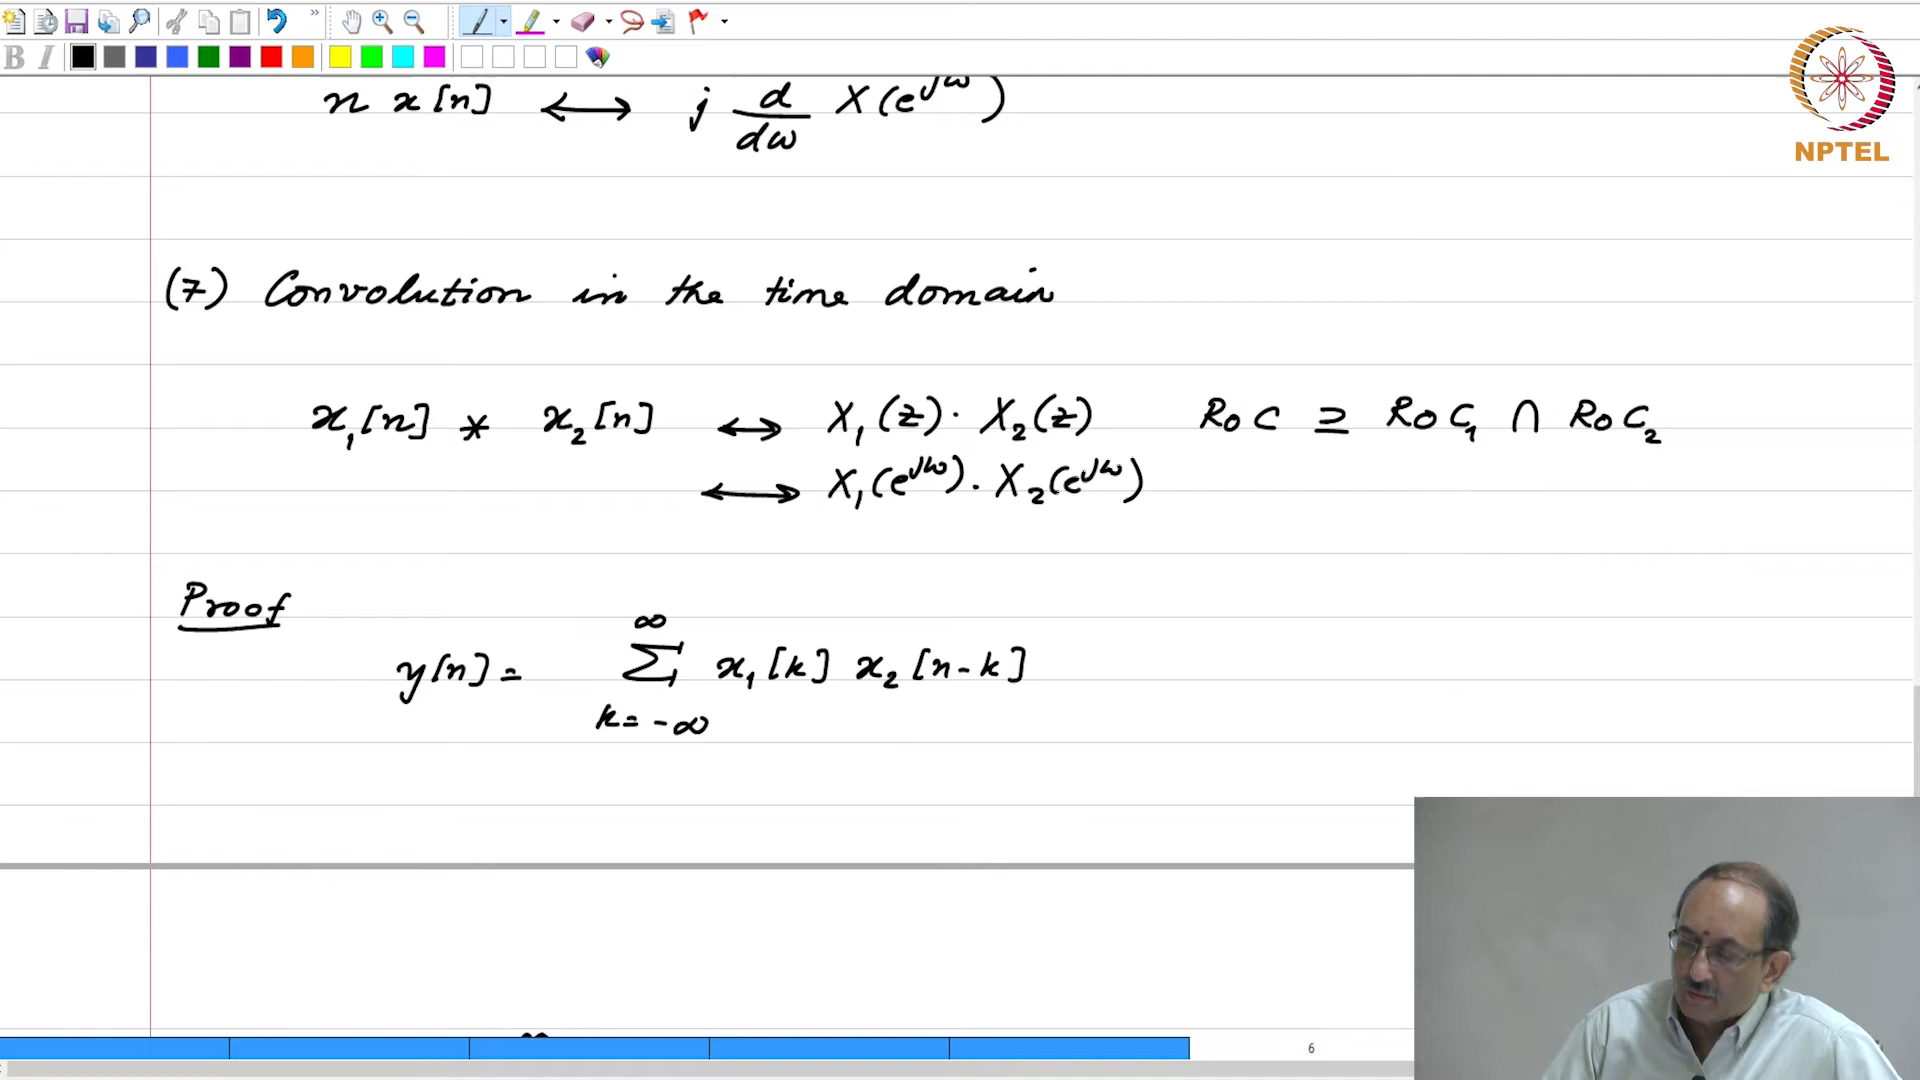 n x[n] ⟷ j d/dω X(e^{jω})
NPTEL
(7) Convolution in the time domain
x₁[n] * x₂[n] ⟷ X₁(z) · X₂(z) RoC ⊇ RoC₁ ∩ RoC₂
⟷ X₁(e^{jω}) · X₂(e^{jω})
Proof
y[n] = ∑_{k=-∞}^{∞} x₁[k] x₂[n-k]
6